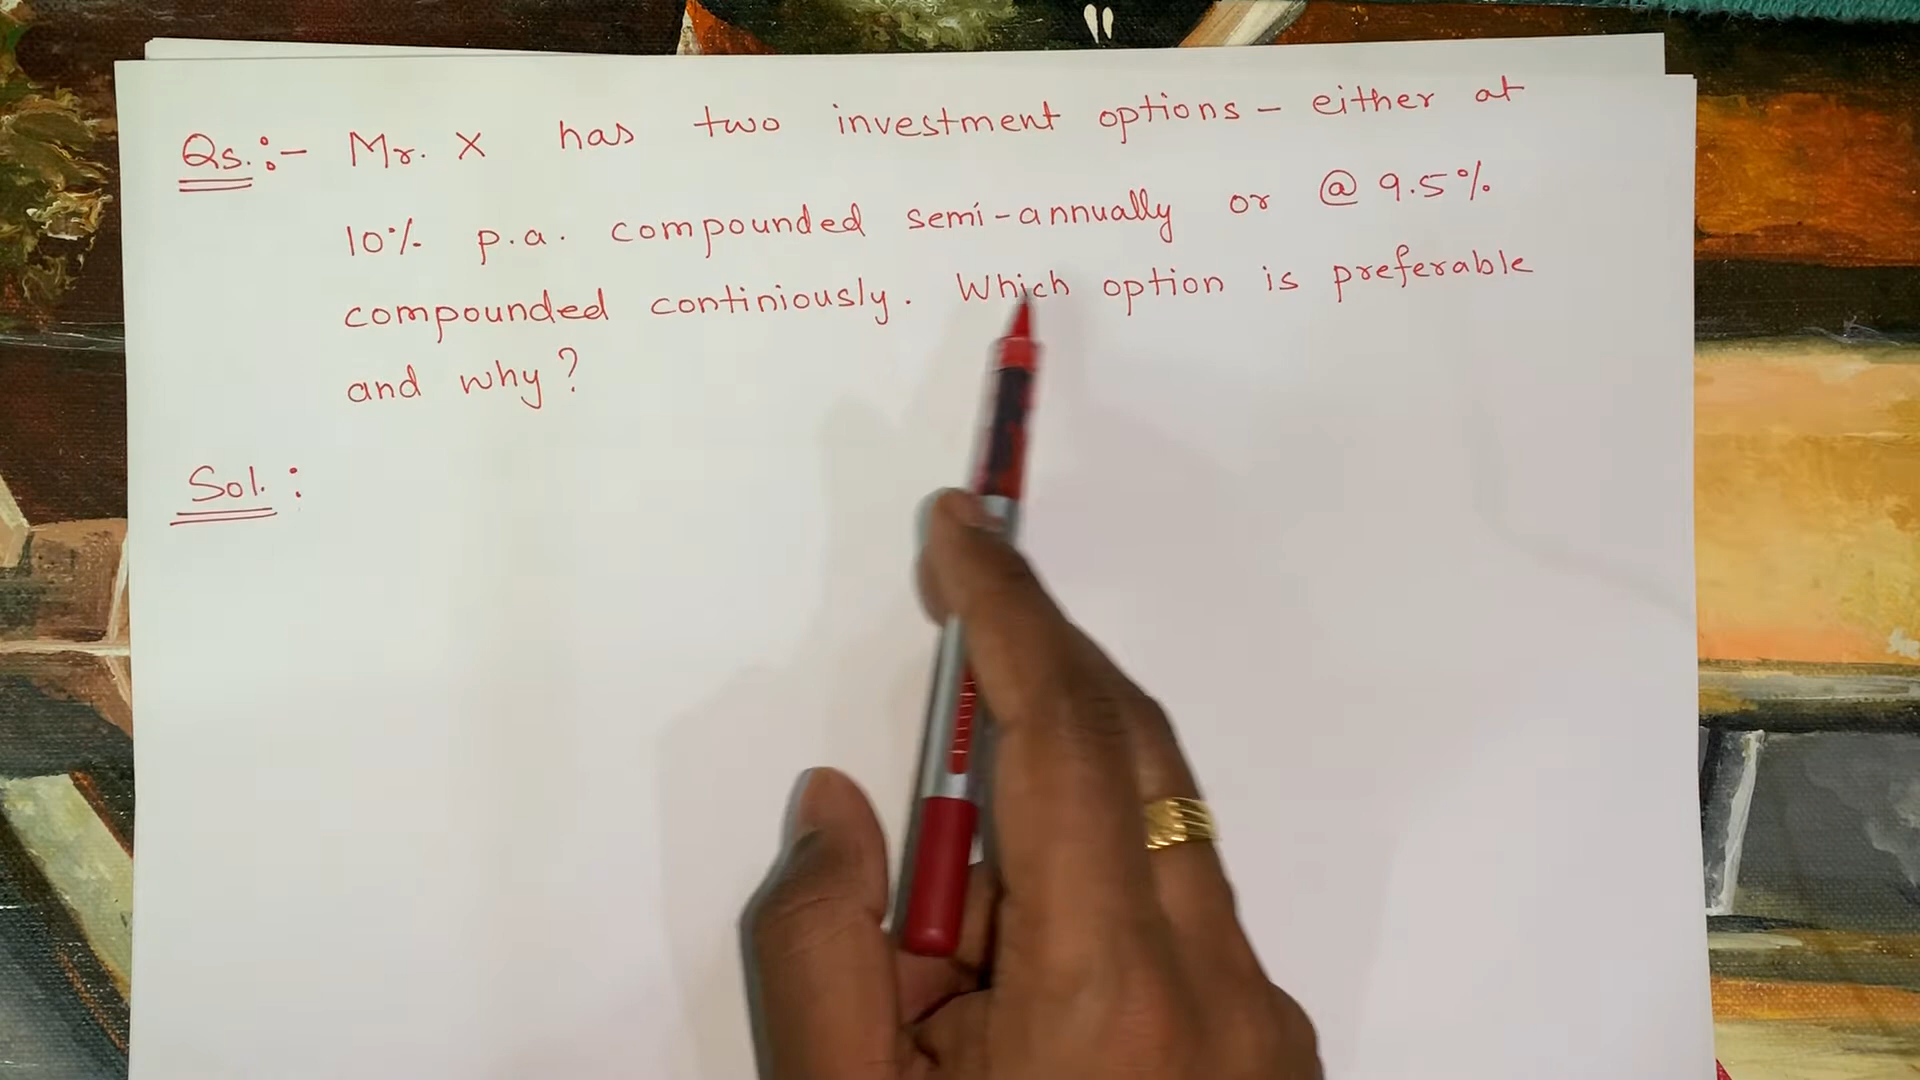 Qs.:- Mr. X has two investment options - either at
10% p.a. compounded semi-annually or @ 9.5%
compounded continiously. Which option is preferable
and why?
Sol. :